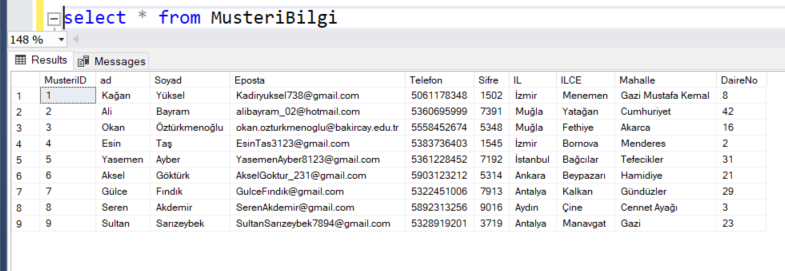 select * from MusteriBilgi
148 %
Results Messages
MusteriID ad Soyad Eposta Telefon Sifre IL ILCE Mahalle DaireNo
1 1 Kağan Yüksel Kadiryuksel738@gmail.com 5061178348 1502 İzmir Menemen Gazi Mustafa Kemal 8
2 2 Ali Bayram alibayram_02@hotmail.com 5360695999 7391 Muğla Yatağan Cumhuriyet 42
3 3 Okan Öztürkmenoğlu okan.ozturkmenoglu@bakircay.edu.tr 5558452674 5348 Muğla Fethiye Akarca 16
4 4 Esin Taş EsinTas3123@gmail.com 5383736403 1545 İzmir Bornova Menderes 2
5 5 Yasemen Ayber YasemenAyber8123@gmail.com 5361228452 7192 İstanbul Bağcılar Tefecikler 31
6 6 Aksel Göktürk AkselGoktur_231@gmail.com 5903123212 5314 Ankara Beypazarı Hamidiye 21
7 7 Gülce Fındık GulceFındık@gmail.com 5322451006 7913 Antalya Kalkan Gündüzler 29
8 8 Seren Akdemir SerenAkdemir@gmail.com 5892313256 9016 Aydın Çine Cennet Ayağı 3
9 9 Sultan Sarızeybek SultanSarızeybek7894@gmail.com 5328919201 3719 Antalya Manavgat Gazi 23